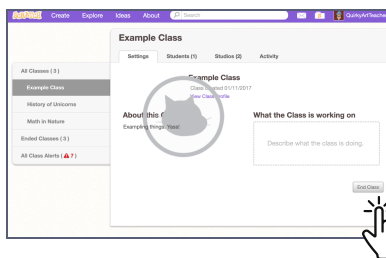 SCRATCH Create Explore Ideas About Search QuirkyArtTeacher
Example Class
Settings Students (1) Studios (2) Activity
All Classes ( 3 )
Example Class
History of Unicorns
Math in Nature
Ended Classes ( 3 )
All Class Alerts ( 7 )
Example Class
Class created 01/11/2017
View Class Profile
About this
Exampling things. Yass!
What the Class is working on
Describe what the class is doing.
End Class